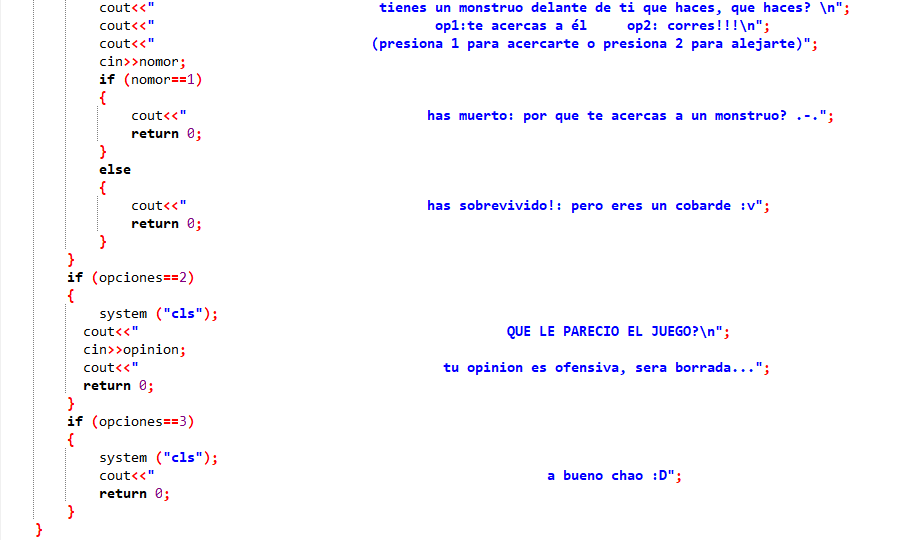 cout<<"                            tienes un monstruo delante de ti que haces, que haces? \n";
cout<<"                                   op1:te acercas a él     op2: corres!!!\n";
cout<<"                           (presiona 1 para acercarte o presiona 2 para alejarte)";
cin>>nomor;
if (nomor==1)
{
cout<<"                              has muerto: por que te acercas a un monstruo? .-.";
return 0;
}
else
{
cout<<"                              has sobrevivido!: pero eres un cobarde :v";
return 0;
}
}
if (opciones==2)
{
system ("cls");
cout<<"                                              QUE LE PARECIO EL JUEGO?\n";
cin>>opinion;
cout<<"                                      tu opinion es ofensiva, sera borrada...";
return 0;
}
if (opciones==3)
{
system ("cls");
cout<<"                                                 a bueno chao :D";
return 0;
}
}